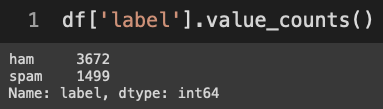 1 df['label'].value_counts()
ham     3672
spam    1499
Name: label, dtype: int64